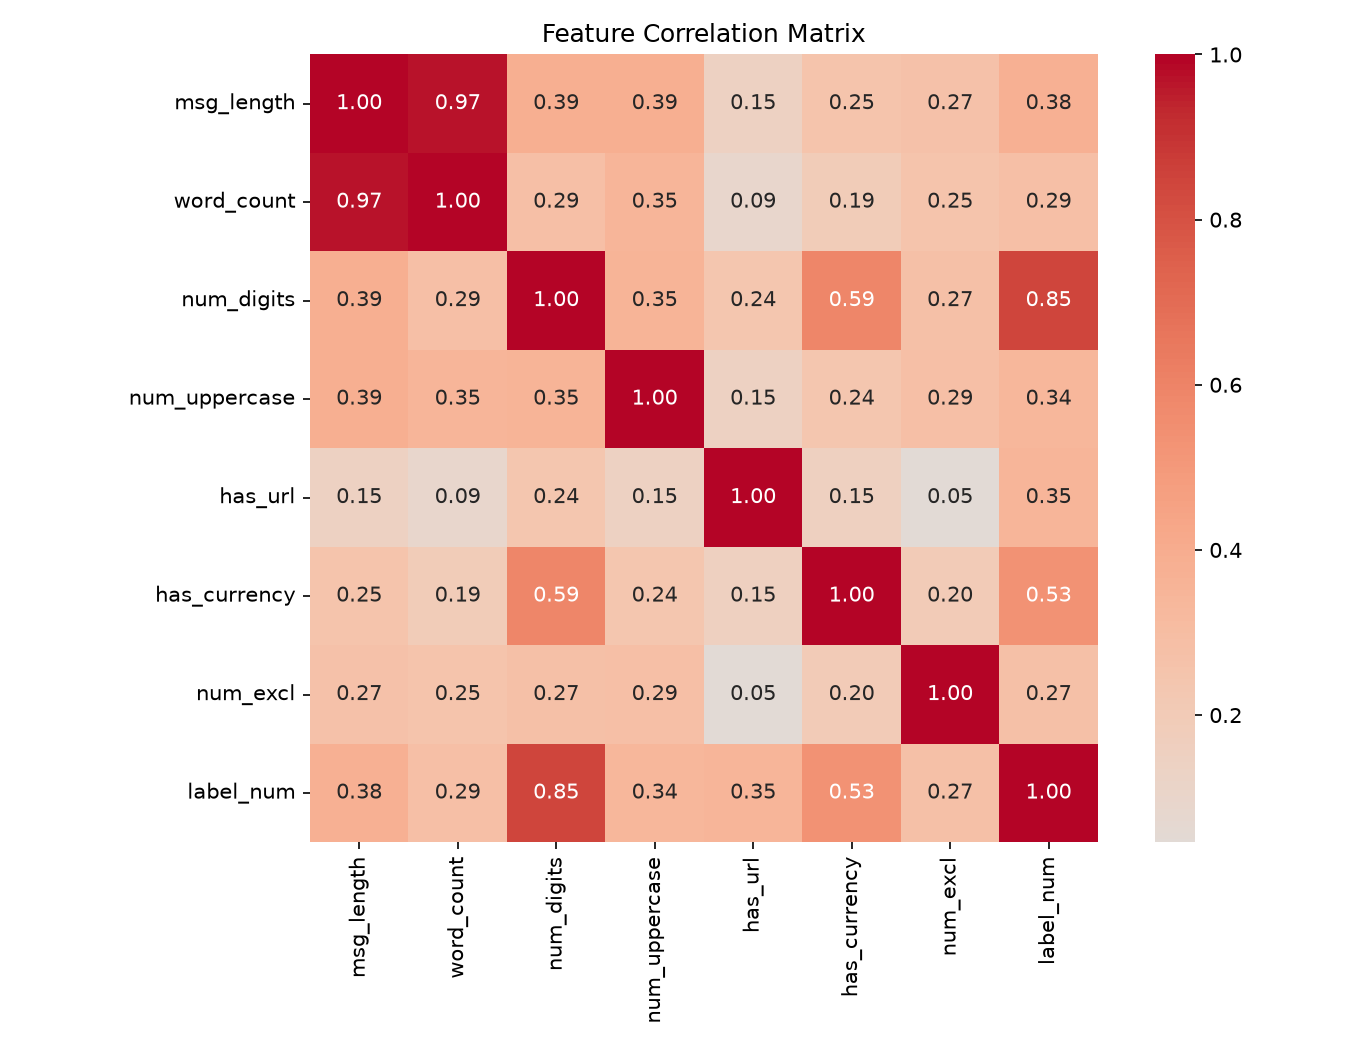 Feature Correlation Matrix
msg_length 1.00 0.97 0.39 0.39 0.15 0.25 0.27 0.38
word_count 0.97 1.00 0.29 0.35 0.09 0.19 0.25 0.29
num_digits 0.39 0.29 1.00 0.35 0.24 0.59 0.27 0.85
num_uppercase 0.39 0.35 0.35 1.00 0.15 0.24 0.29 0.34
has_url 0.15 0.09 0.24 0.15 1.00 0.15 0.05 0.35
has_currency 0.25 0.19 0.59 0.24 0.15 1.00 0.20 0.53
num_excl 0.27 0.25 0.27 0.29 0.05 0.20 1.00 0.27
label_num 0.38 0.29 0.85 0.34 0.35 0.53 0.27 1.00
msg_length word_count num_digits num_uppercase has_url has_currency num_excl label_num
1.0
0.8
0.6
0.4
0.2